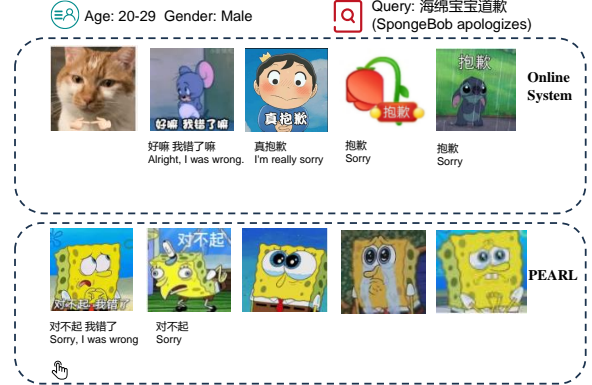 Age: 20-29 Gender: Male
Query: 海绵宝宝道歉
(SpongeBob apologizes)
Online
System
好嘛 我错了嘛
真抱歉
抱歉
抱歉
好嘛 我错了嘛
Alright, I was wrong.
真抱歉
I'm really sorry
抱歉
Sorry
抱歉
Sorry
PEARL
对不起 我错了
对不起
对不起 我错了
Sorry, I was wrong
对不起
Sorry